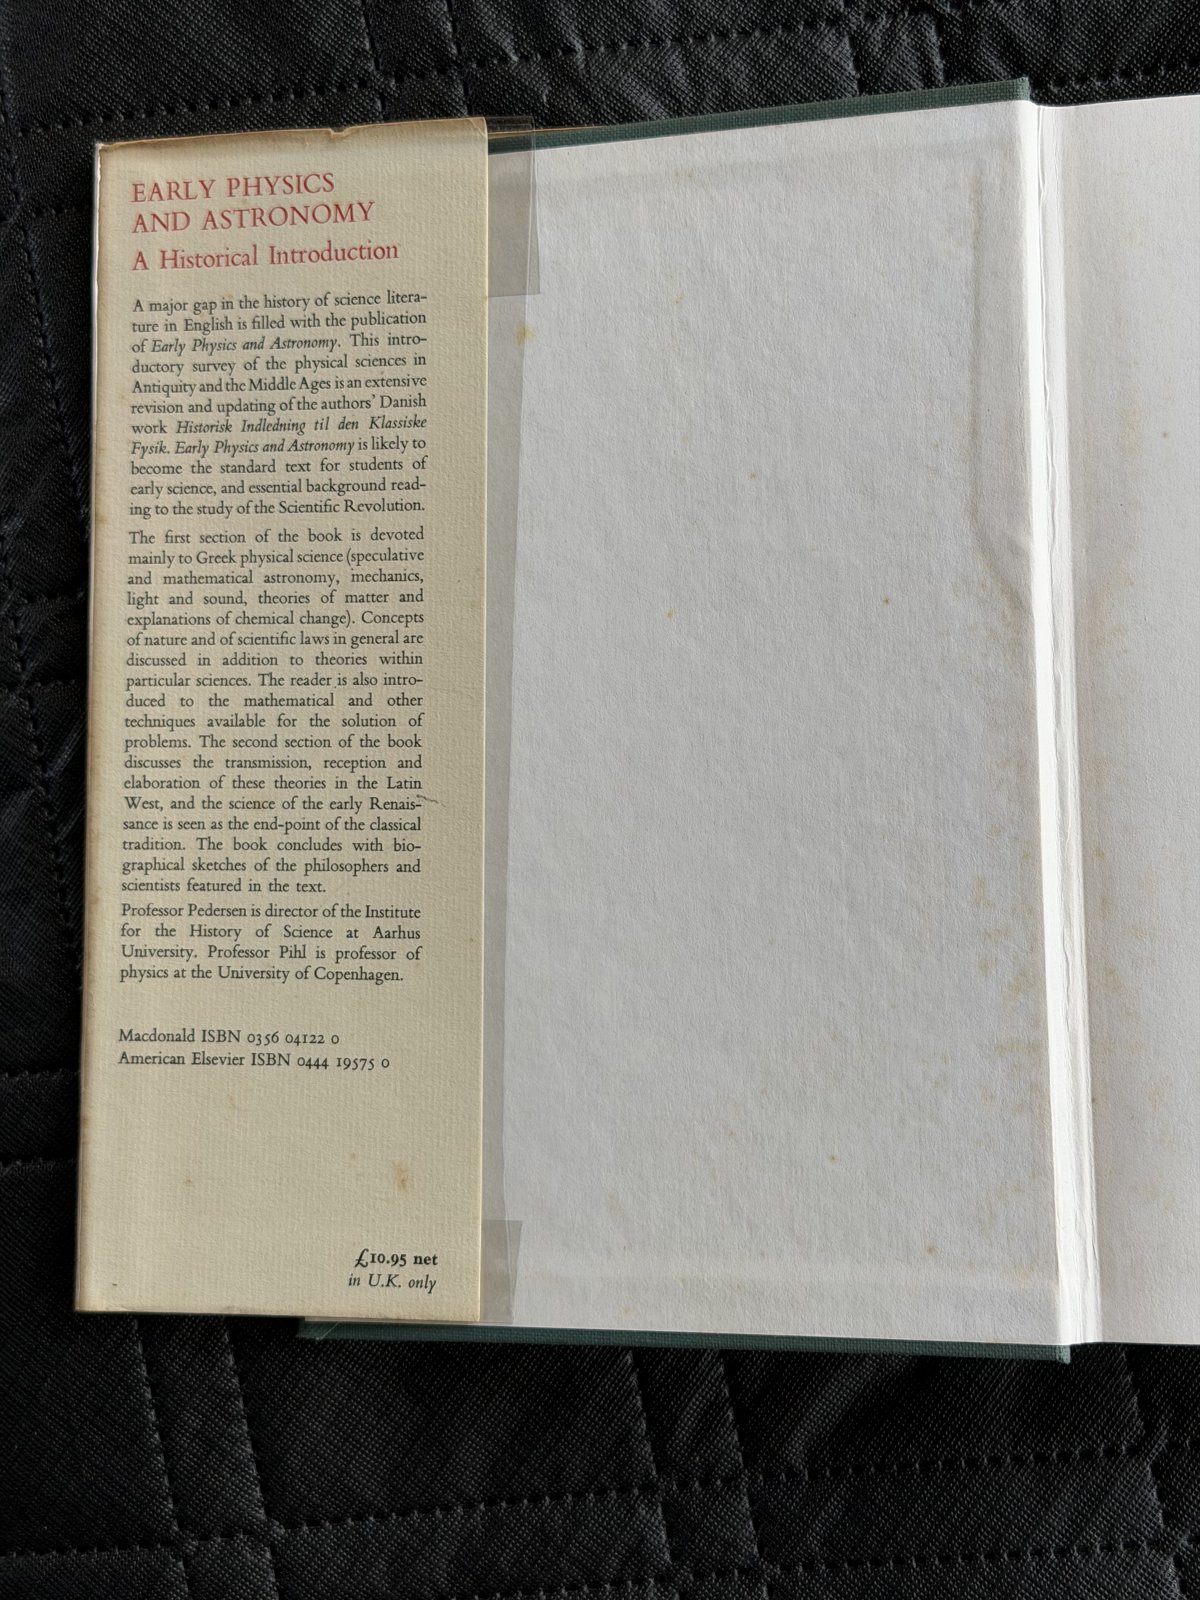 EARLY PHYSICS
AND ASTRONOMY
A Historical Introduction
A major gap in the history of science litera-
ture in English is filled with the publication
of Early Physics and Astronomy. This intro-
ductory survey of the physical sciences in
Antiquity and the Middle Ages is an extensive
revision and updating of the authors' Danish
work Historisk Indledning til den Klassiske
Fysik. Early Physics and Astronomy is likely to
become the standard text for students of
early science, and essential background read-
ing to the study of the Scientific Revolution.
The first section of the book is devoted
mainly to Greek physical science (speculative
and mathematical astronomy, mechanics,
light and sound, theories of matter and
explanations of chemical change). Concepts
of nature and of scientific laws in general are
discussed in addition to theories within
particular sciences. The reader is also intro-
duced to the mathematical and other
techniques available for the solution of
problems. The second section of the book
discusses the transmission, reception and
elaboration of these theories in the Latin
West, and the science of the early Renais-
sance is seen as the end-point of the classical
tradition. The book concludes with bio-
graphical sketches of the philosophers and
scientists featured in the text.
Professor Pedersen is director of the Institute
for the History of Science at Aarhus
University. Professor Pihl is professor of
physics at the University of Copenhagen.
Macdonald ISBN 0356 04122 0
American Elsevier ISBN 0444 19575 0
£10.95 net
in U.K. only